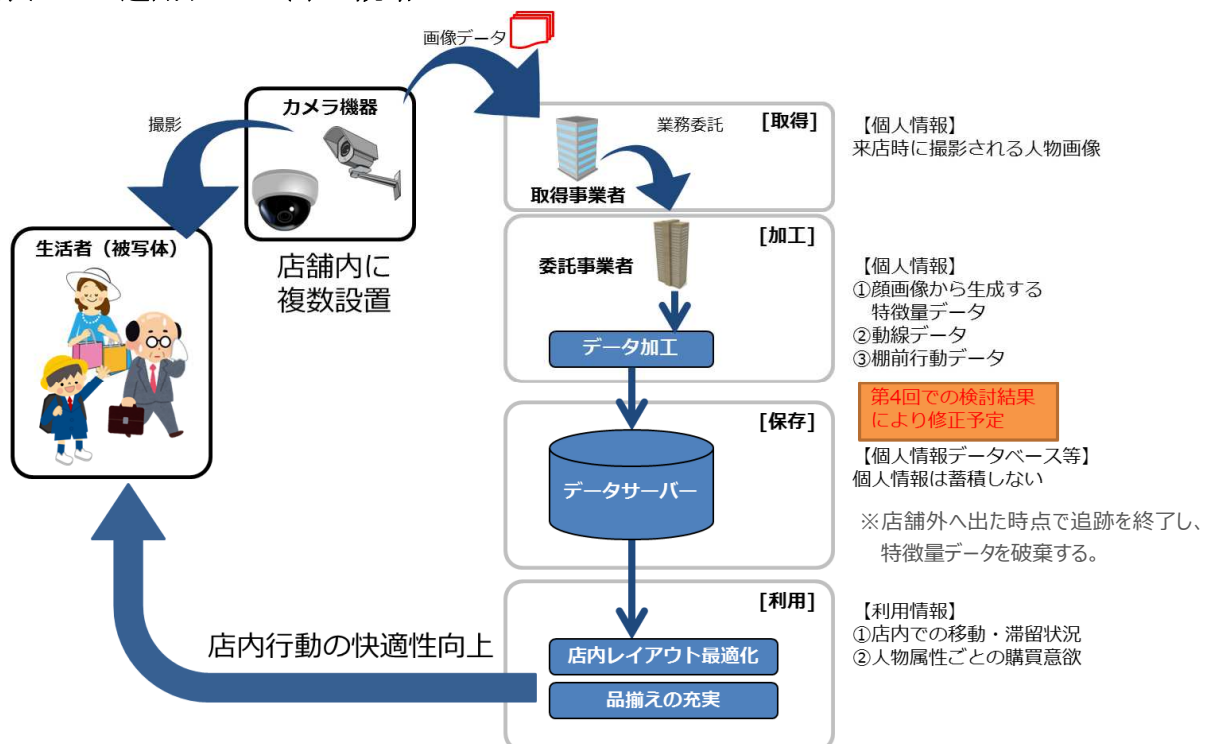 画像データ
カメラ機器
撮影
店舗内に
複数設置
生活者（被写体）
[取得]
業務委託
取得事業者
【個人情報】
来店時に撮影される人物画像
[加工]
委託事業者
データ加工
【個人情報】
①顔画像から生成する
特徴量データ
②動線データ
③棚前行動データ
第4回での検討結果
により修正予定
[保存]
データサーバー
【個人情報データベース等】
個人情報は蓄積しない
※店舗外へ出た時点で追跡を終了し、
特徴量データを破棄する。
[利用]
店内レイアウト最適化
品揃えの充実
【利用情報】
①店内での移動・滞留状況
②人物属性ごとの購買意欲
店内行動の快適性向上